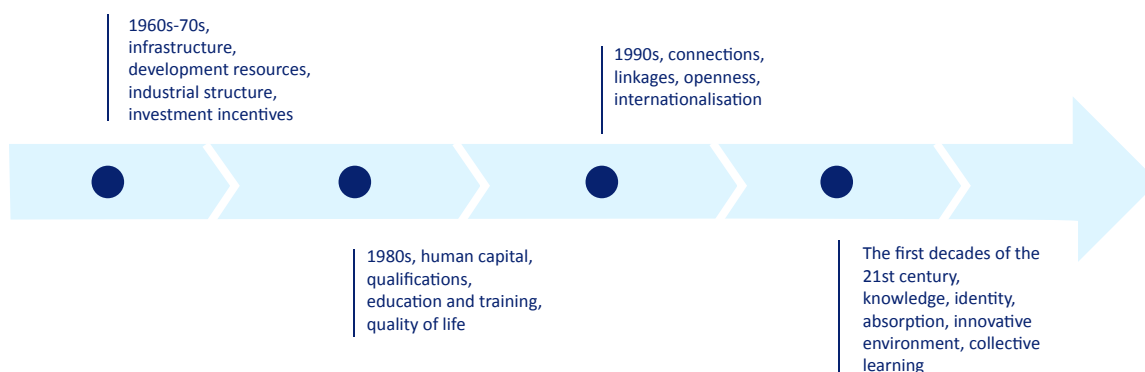 1960s-70s,
infrastructure,
development resources,
industrial structure,
investment incentives
1980s, human capital,
qualifications,
education and training,
quality of life
1990s, connections,
linkages, openness,
internationalisation
The first decades of the
21st century,
knowledge, identity,
absorption, innovative
environment, collective
learning